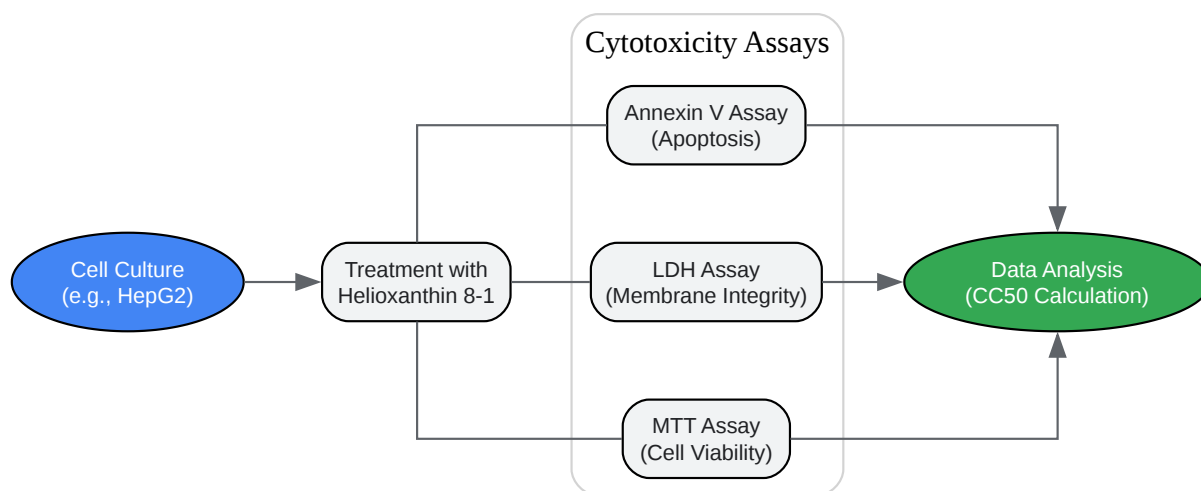 Cytotoxicity Assays
Annexin V Assay
(Apoptosis)
Cell Culture
(e.g., HepG2)
Treatment with
Helioxanthin 8-1
LDH Assay
(Membrane Integrity)
Data Analysis
(CC50 Calculation)
MTT Assay
(Cell Viability)